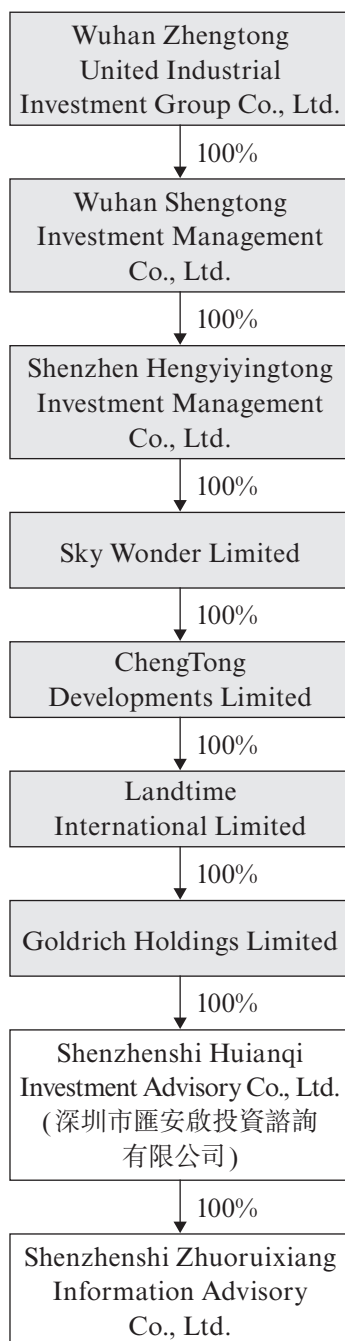 Wuhan Zhengtong
United Industrial
Investment Group Co., Ltd.
100%
Wuhan Shengtong
Investment Management
Co., Ltd.
100%
Shenzhen Hengyiyingtong
Investment Management
Co., Ltd.
100%
Sky Wonder Limited
100%
ChengTong
Developments Limited
100%
Landtime
International Limited
100%
Goldrich Holdings Limited
100%
Shenzhenshi Huianqi
Investment Advisory Co., Ltd.
(深圳市匯安啟投資諮詢
有限公司)
100%
Shenzhenshi Zhuoruixiang
Information Advisory
Co., Ltd.